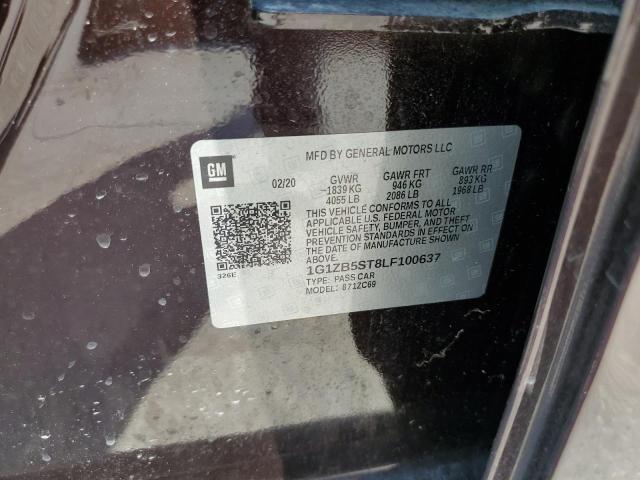 GM
MFD BY GENERAL MOTORS LLC
02/20 GVWR GAWR FRT GAWR RR
1839 KG 946 KG 893 KG
4055 LB 2086 LB 1968 LB
THIS VEHICLE CONFORMS TO ALL
APPLICABLE U.S. FEDERAL MOTOR
VEHICLE SAFETY, BUMPER, AND THEFT
PREVENTION STANDARDS IN EFFECT ON
THE DATE OF MANUFACTURE SHOWN
ABOVE.
326E
1G1ZB5ST8LF100637
TYPE: PASS CAR
MODEL: 871ZC69